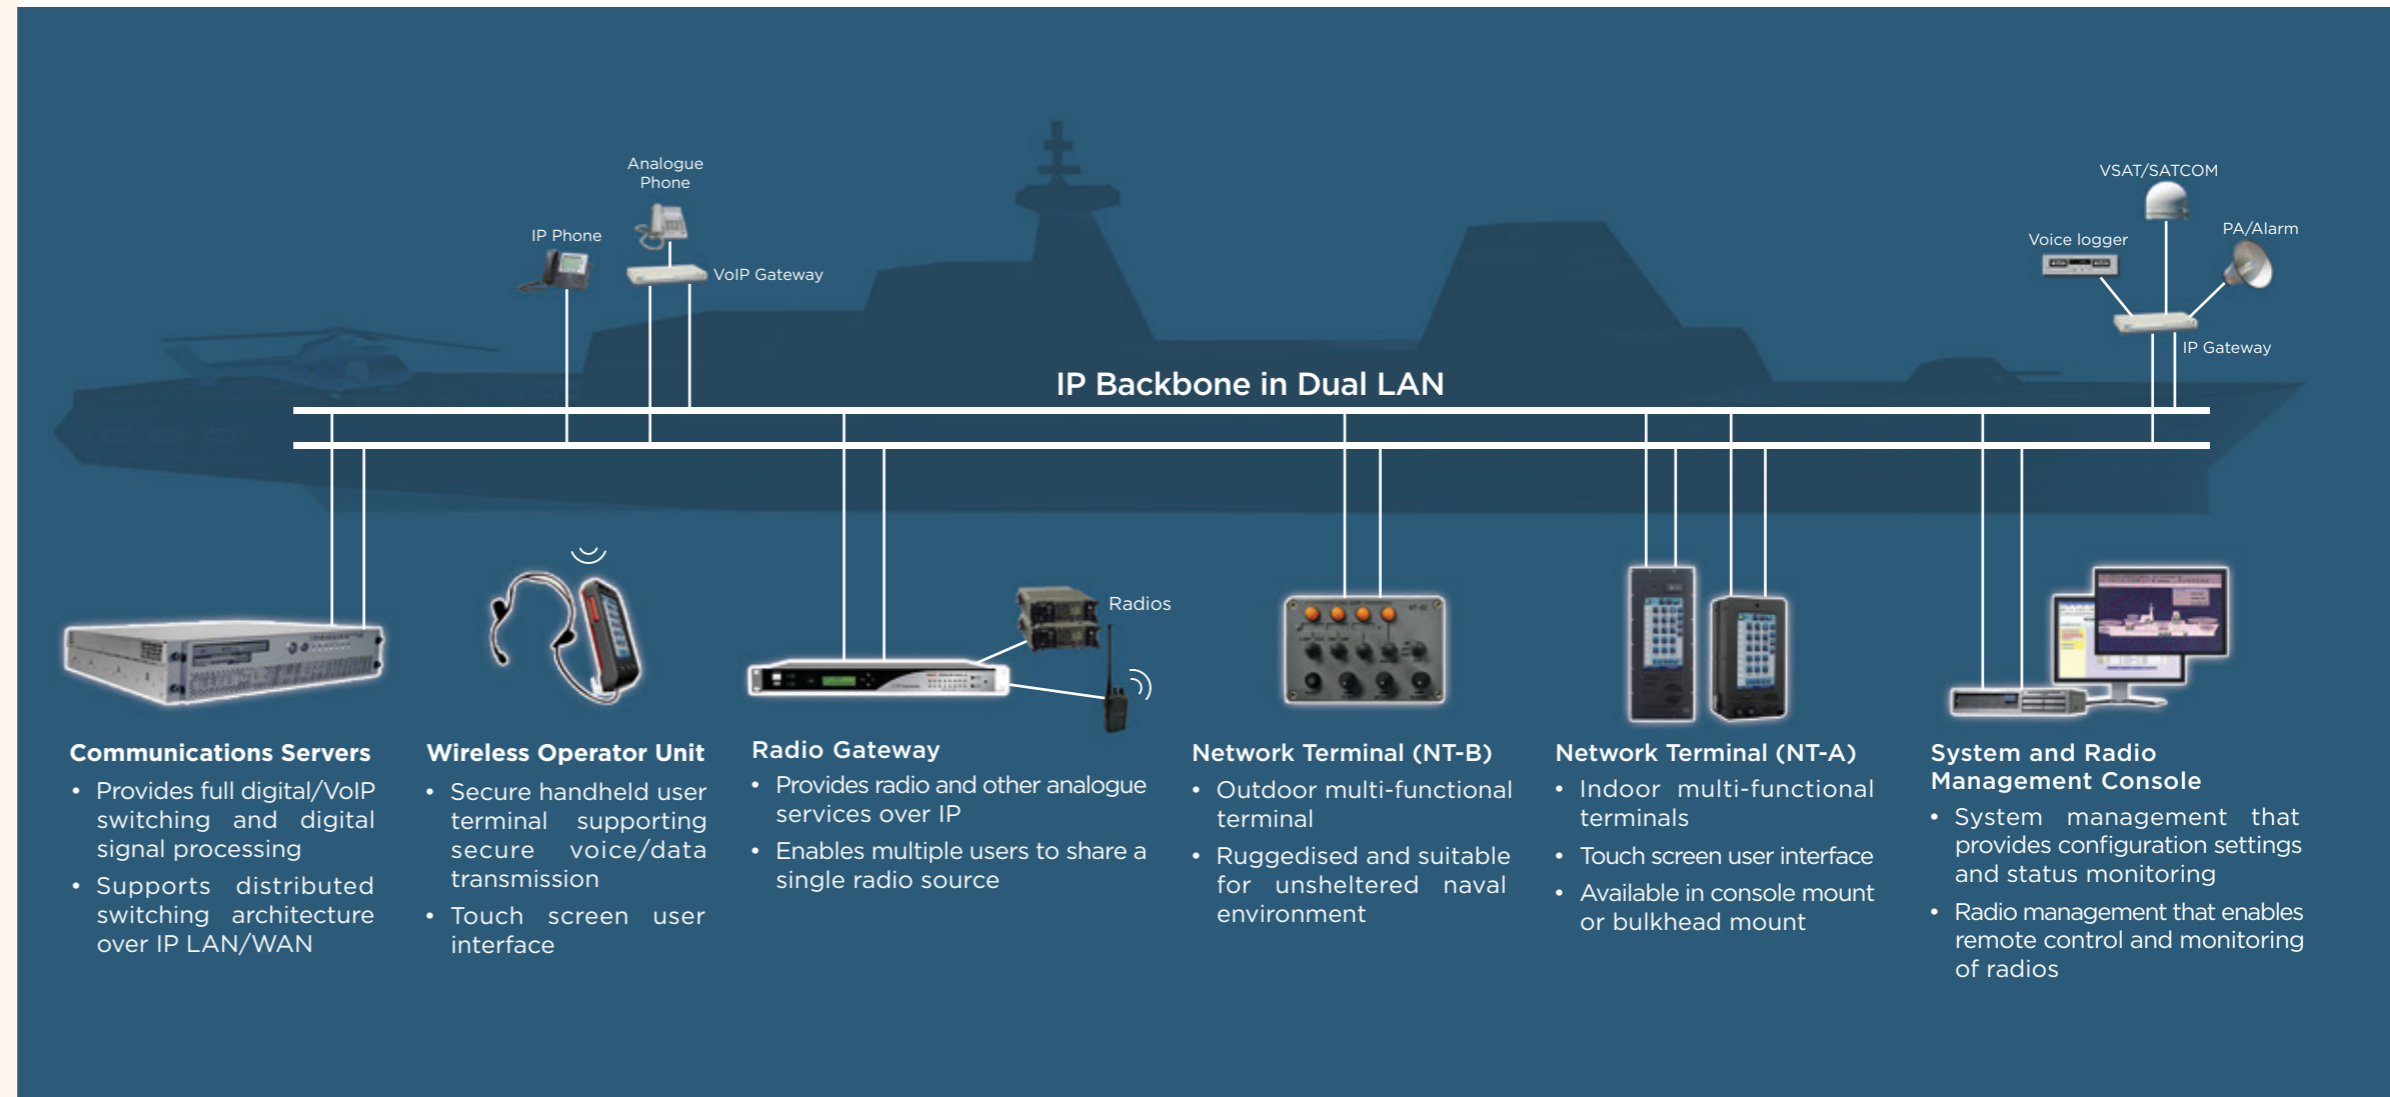 Analogue
Phone
IP Phone
VoIP Gateway
VSAT/SATCOM
Voice logger
PA/Alarm
IP Gateway
IP Backbone in Dual LAN
Radios
Communications Servers
• Provides full digital/VoIP
switching and digital
signal processing
• Supports distributed
switching architecture
over IP LAN/WAN
Wireless Operator Unit
• Secure handheld user
terminal supporting
secure voice/data
transmission
• Touch screen user
interface
Radio Gateway
• Provides radio and other analogue
services over IP
• Enables multiple users to share a
single radio source
Network Terminal (NT-B)
• Outdoor multi-functional
terminal
• Ruggedised and suitable
for unsheltered naval
environment
Network Terminal (NT-A)
• Indoor multi-functional
terminals
• Touch screen user interface
• Available in console mount
or bulkhead mount
System and Radio
Management Console
• System management that
provides configuration settings
and status monitoring
• Radio management that enables
remote control and monitoring
of radios